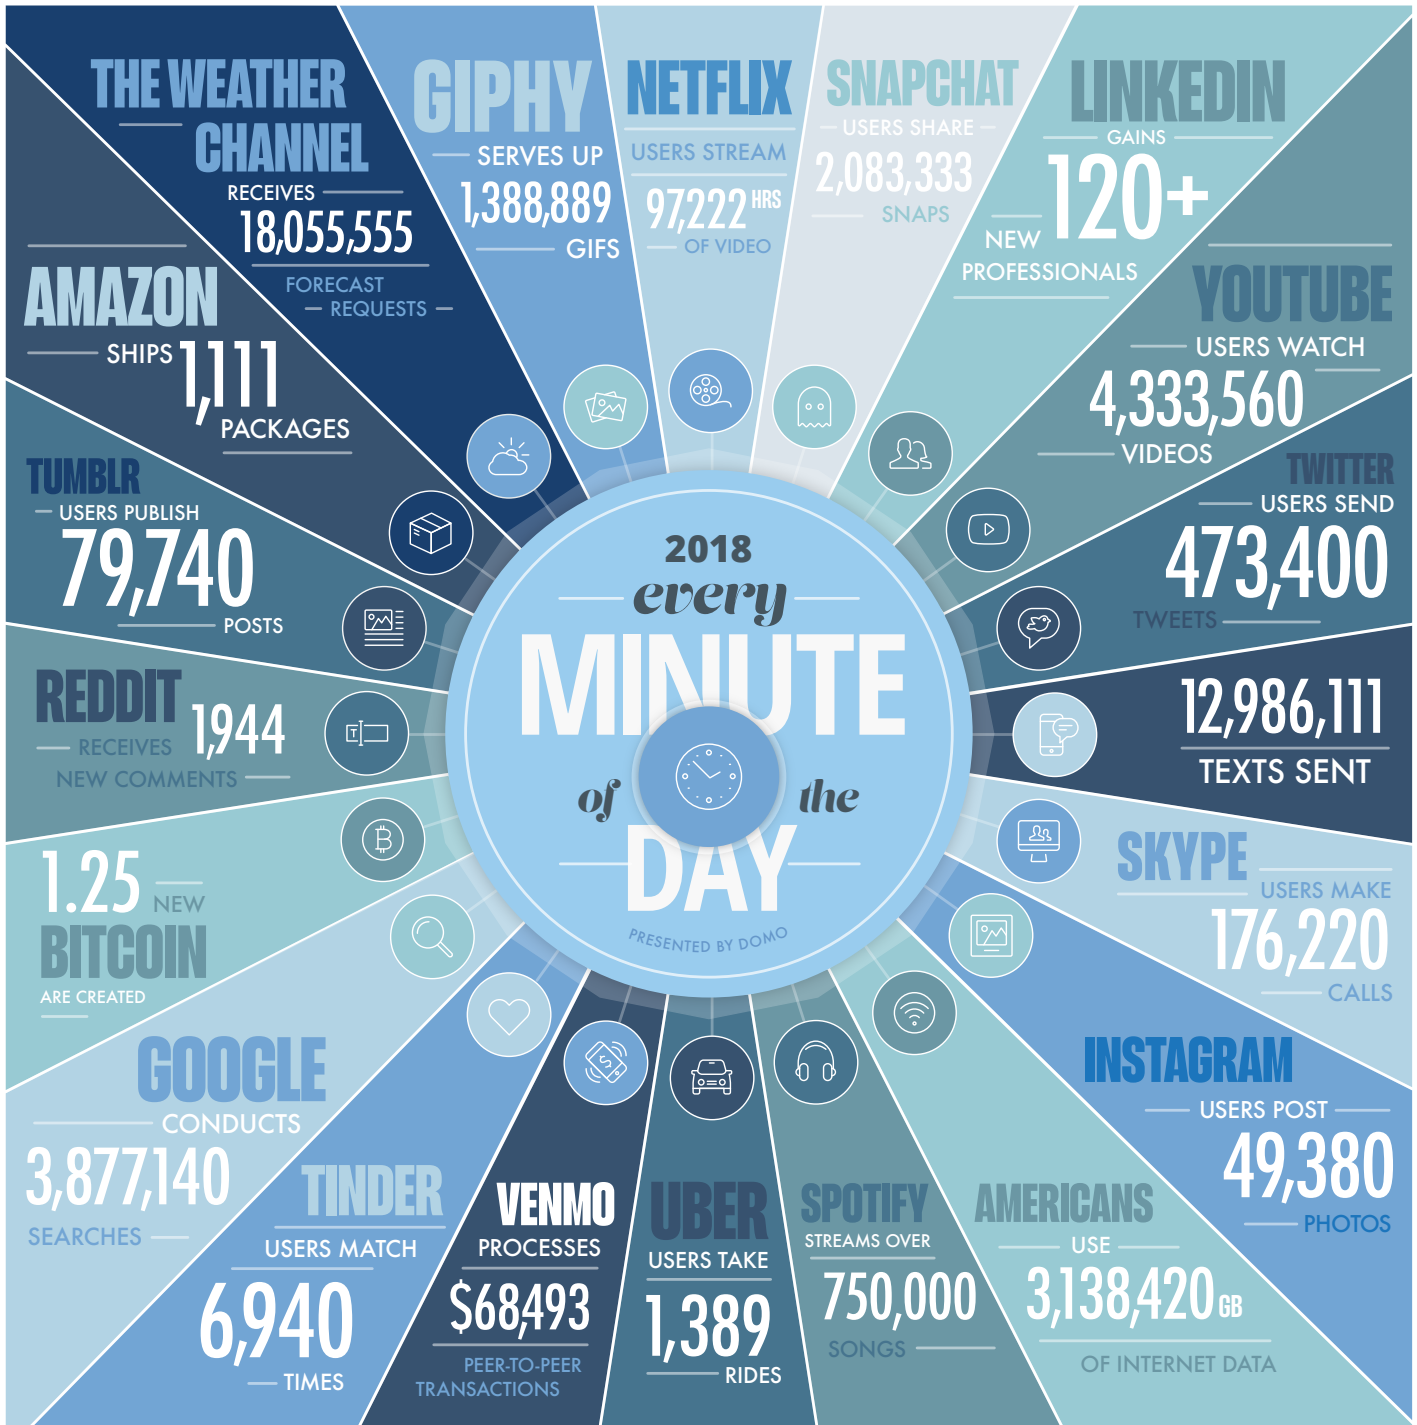 THE WEATHER
CHANNEL
RECEIVES
18,055,555
FORECAST
REQUESTS
GIPHY
SERVES UP
1,388,889
GIFS
NETFLIX
USERS STREAM
97,222 HRS
OF VIDEO
SNAPCHAT
USERS SHARE
2,083,333
SNAPS
LINKEDIN
GAINS
120+
NEW
PROFESSIONALS
YOUTUBE
USERS WATCH
4,333,560
VIDEOS
TWITTER
USERS SEND
473,400
TWEETS
12,986,111
TEXTS SENT
SKYPE
USERS MAKE
176,220
CALLS
INSTAGRAM
USERS POST
49,380
PHOTOS
AMERICANS
USE
3,138,420 GB
OF INTERNET DATA
SPOTIFY
STREAMS OVER
750,000
SONGS
UBER
USERS TAKE
1,389
RIDES
VENMO
PROCESSES
$68,493
PEER-TO-PEER
TRANSACTIONS
TINDER
USERS MATCH
6,940
TIMES
GOOGLE
CONDUCTS
3,877,140
SEARCHES
1.25 NEW
BITCOIN
ARE CREATED
REDDIT
RECEIVES 1,944
NEW COMMENTS
TUMBLR
USERS PUBLISH
79,740
POSTS
AMAZON
SHIPS 1,111
PACKAGES
2018
every
MINUTE
of the
DAY
PRESENTED BY DOMO
T
B
$